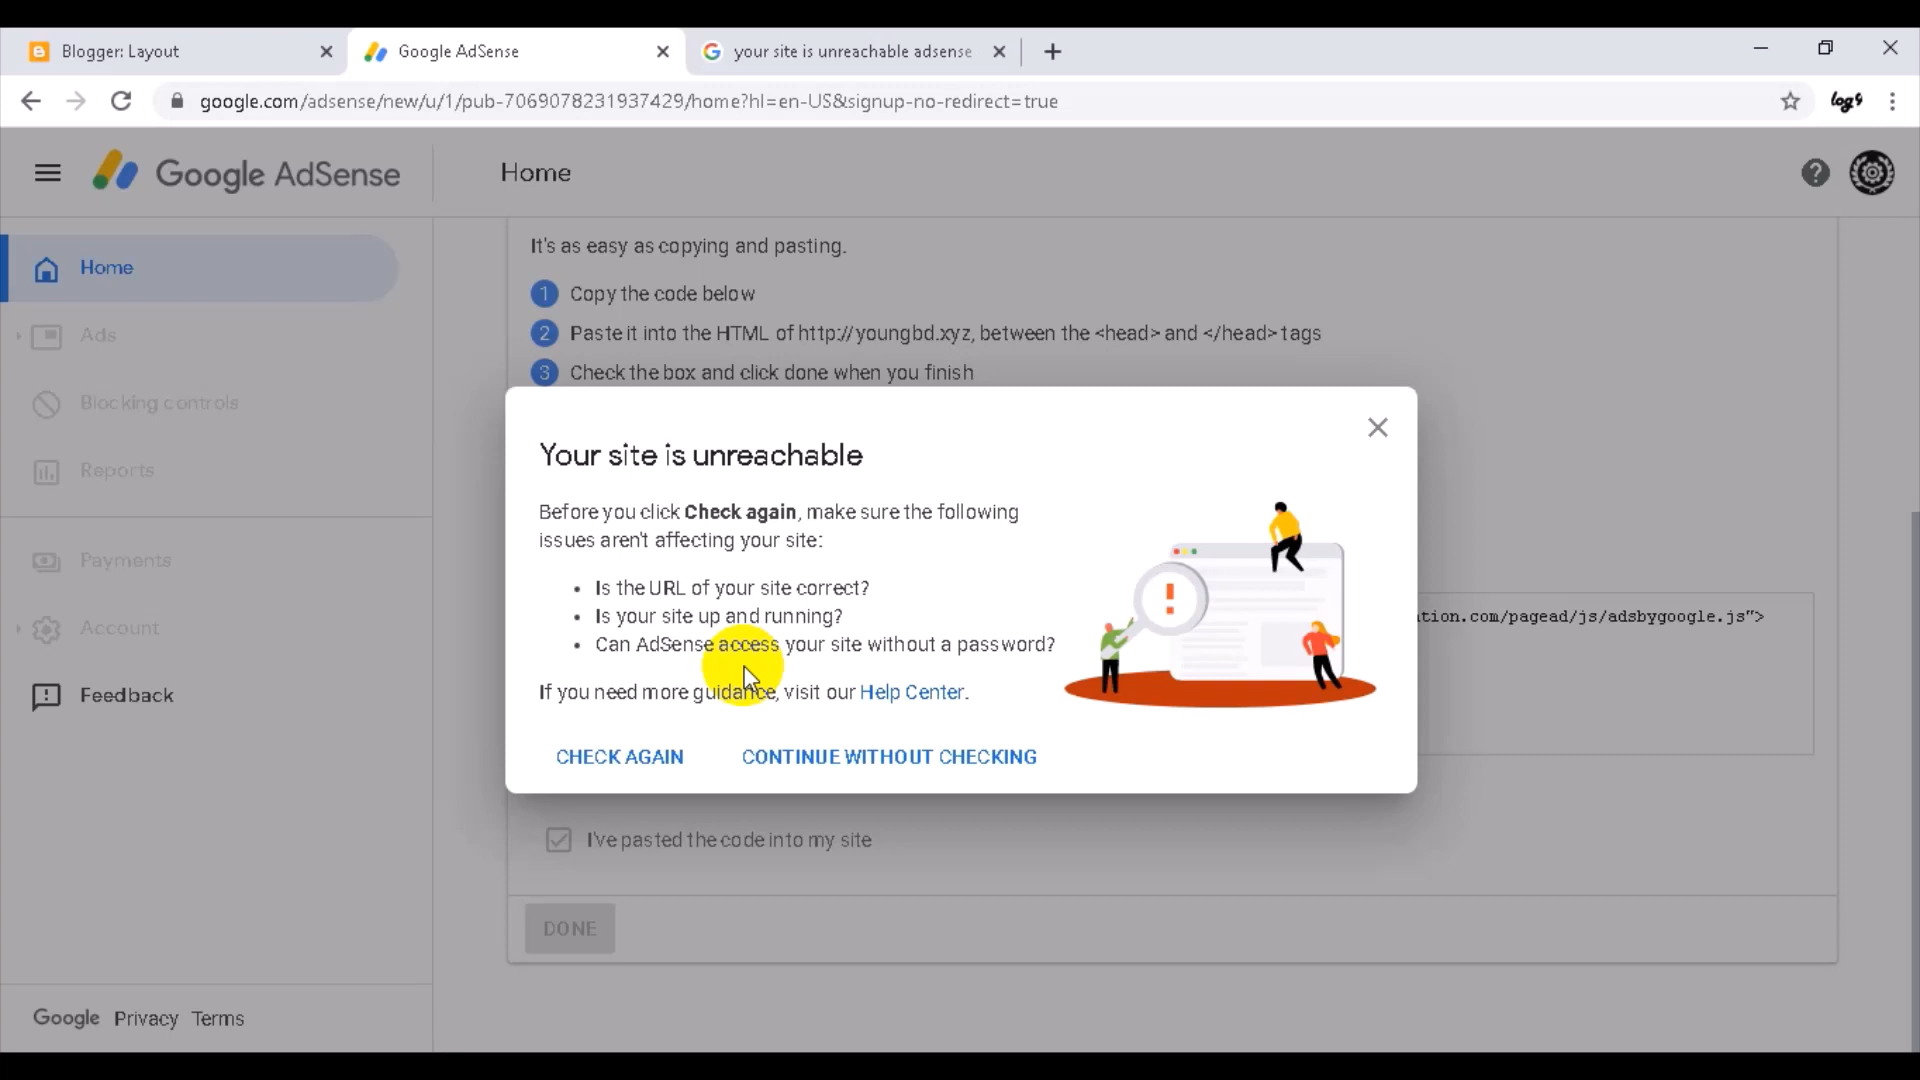 Blogger: Layout
Google AdSense
your site is unreachable adsense
google.com/adsense/new/u/1/pub-7069078231937429/home?hl=en-US&signup-no-redirect=true
log9
Google AdSense
Home
Home
Ads
Blocking controls
Reports
Payments
Account
Feedback
Google Privacy Terms
It's as easy as copying and pasting.
1 Copy the code below
2 Paste it into the HTML of http://youngbd.xyz, between the <head> and </head> tags
3 Check the box and click done when you finish
Your site is unreachable
Before you click Check again, make sure the following
issues aren't affecting your site:
• Is the URL of your site correct?
• Is your site up and running?
• Can AdSense access your site without a password?
If you need more guidance, visit our Help Center.
CHECK AGAIN CONTINUE WITHOUT CHECKING
tion.com/pagead/js/adsbygoogle.js">
I've pasted the code into my site
DONE